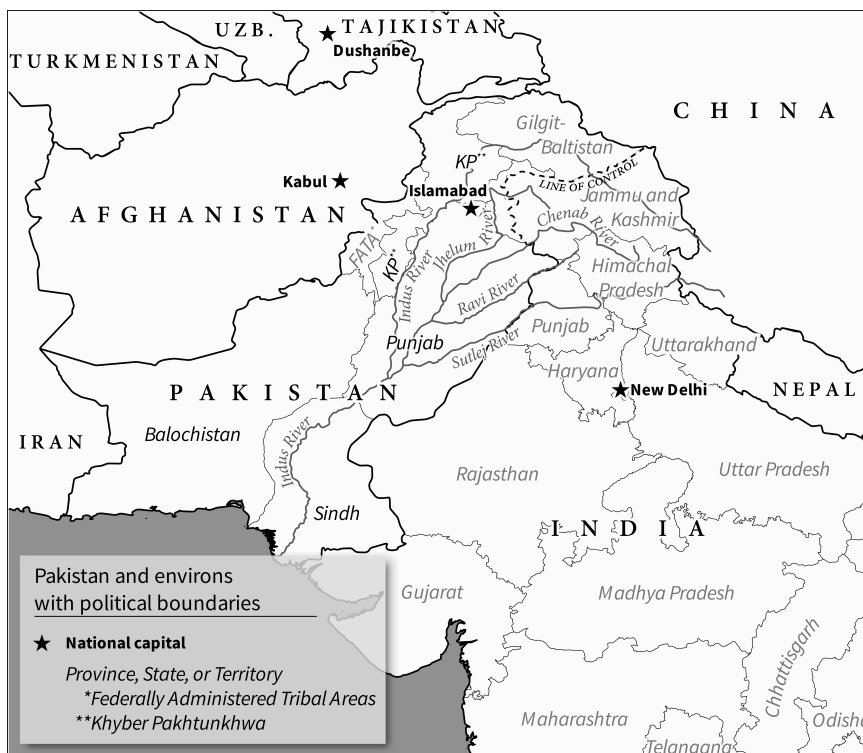 UZB.
TAJIKISTAN
Dushanbe
TURKMENISTAN
CHINA
Gilgit-
Baltistan
KP**
LINE OF CONTROL
Kabul
Islamabad
Jammu and
Kashmir
AFGHANISTAN
Chenab River
FATA*
KP**
Indus River
Jhelum River
Himachal
Pradesh
Ravi River
Punjab
Sutlej River
Punjab
Uttarakhand
Haryana
New Delhi
NEPAL
PAKISTAN
IRAN
Balochistan
Indus River
Rajasthan
Uttar Pradesh
Sindh
INDIA
Gujarat
Madhya Pradesh
Chhattisgarh
Maharashtra
Odisha
Telangana
Pakistan and environs
with political boundaries
National capital
Province, State, or Territory
*Federally Administered Tribal Areas
**Khyber Pakhtunkhwa